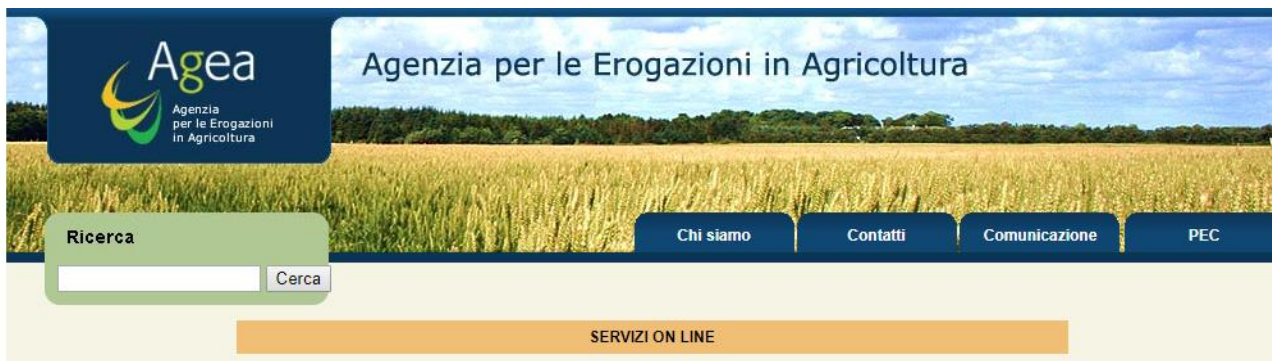 Agea
Agenzia
per le Erogazioni
in Agricoltura
Agenzia per le Erogazioni in Agricoltura
Ricerca
Chi siamo
Contatti
Comunicazione
PEC
Cerca
SERVIZI ON LINE